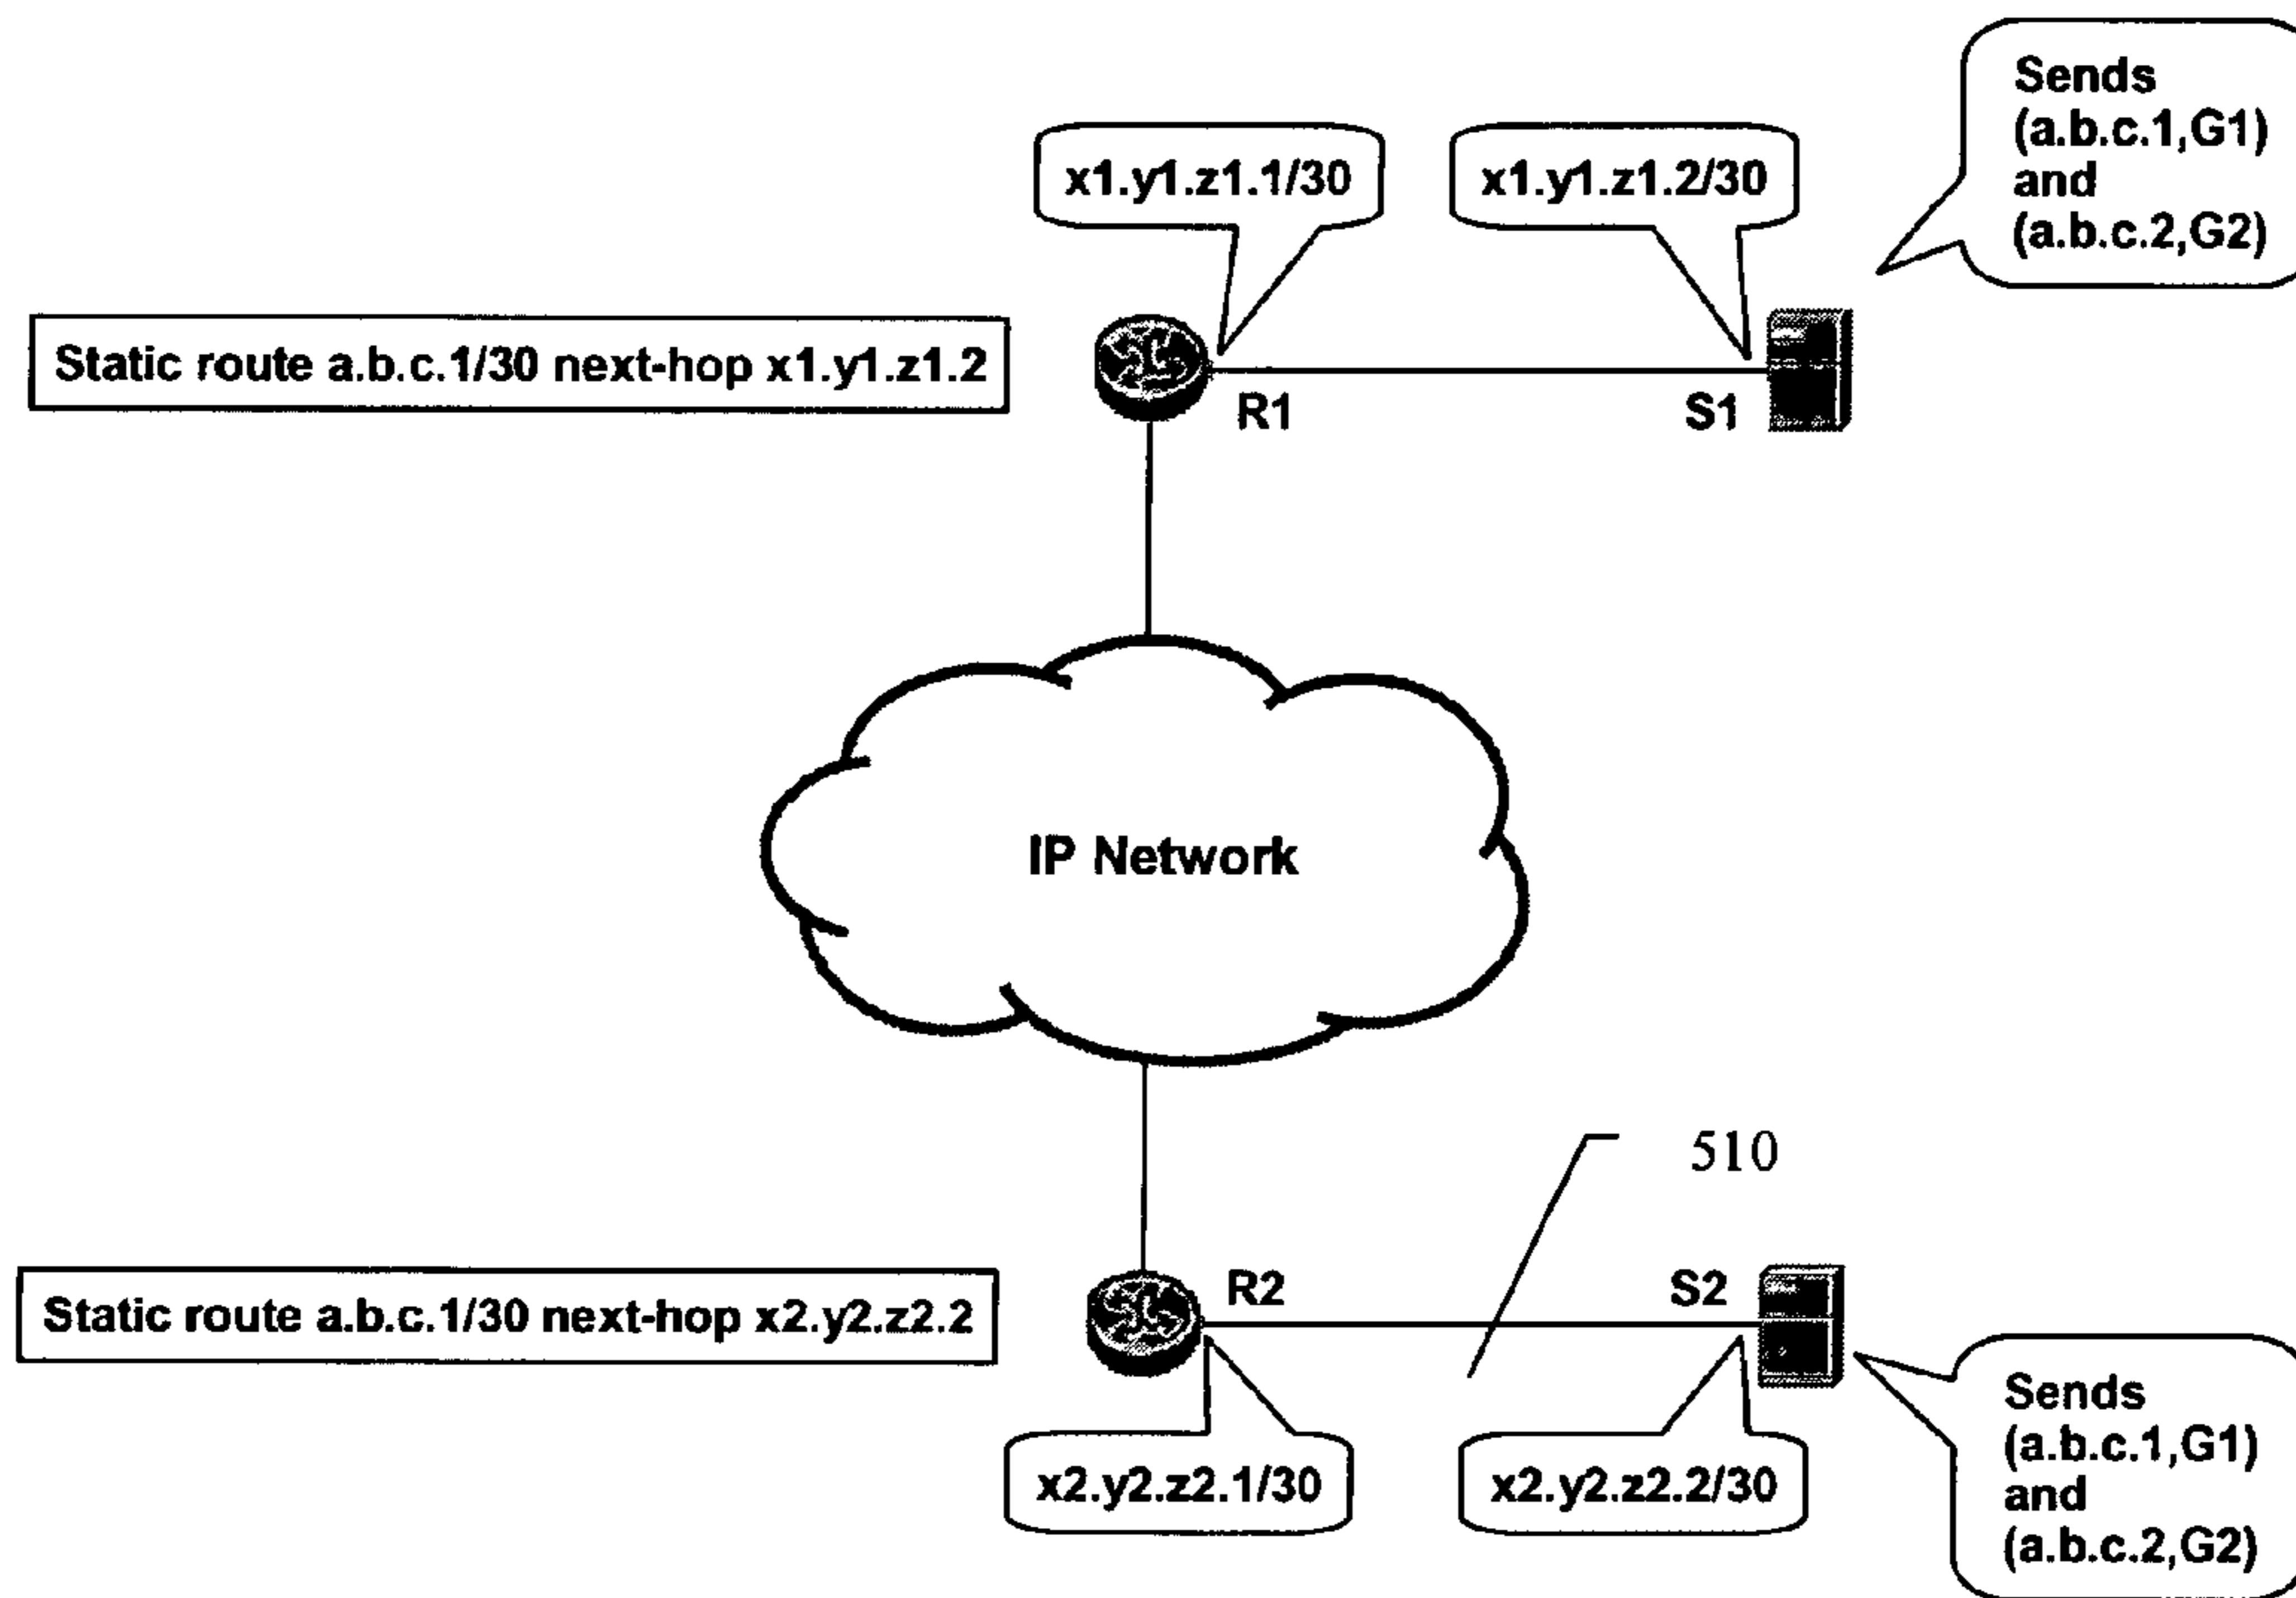 Sends
(a.b.c.1,G1)
and
(a.b.c.2,G2)
x1.y1.z1.1/30
x1.y1.z1.2/30
Static route a.b.c.1/30 next-hop x1.y1.z1.2
R1
S1
IP Network
510
R2
S2
Static route a.b.c.1/30 next-hop x2.y2.z2.2
x2.y2.z2.1/30
x2.y2.z2.2/30
Sends
(a.b.c.1,G1)
and
(a.b.c.2,G2)